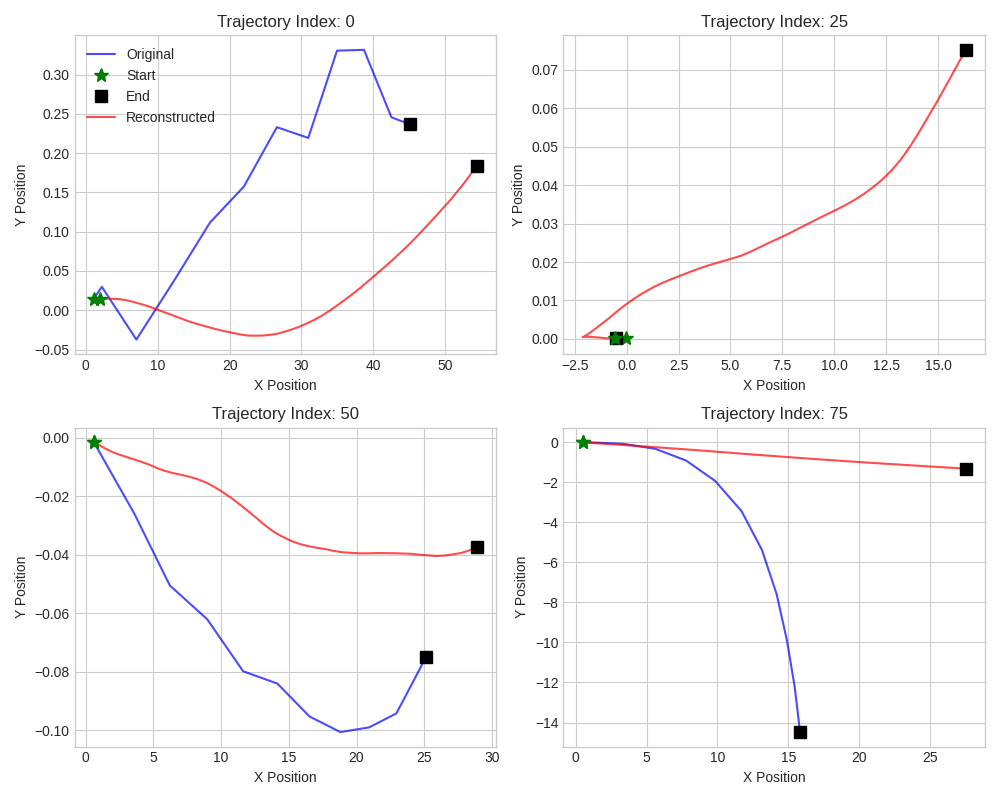 Trajectory Index: 0
Original
Start
End
Reconstructed
0.30
0.25
0.20
0.15
0.10
0.05
0.00
−0.05
Y Position
0 10 20 30 40 50
X Position
Trajectory Index: 25
0.07
0.06
0.05
0.04
0.03
0.02
0.01
0.00
Y Position
−2.5 0.0 2.5 5.0 7.5 10.0 12.5 15.0
X Position
Trajectory Index: 50
0.00
−0.02
−0.04
−0.06
−0.08
−0.10
Y Position
0 5 10 15 20 25 30
X Position
Trajectory Index: 75
0
−2
−4
−6
−8
−10
−12
−14
Y Position
0 5 10 15 20 25
X Position